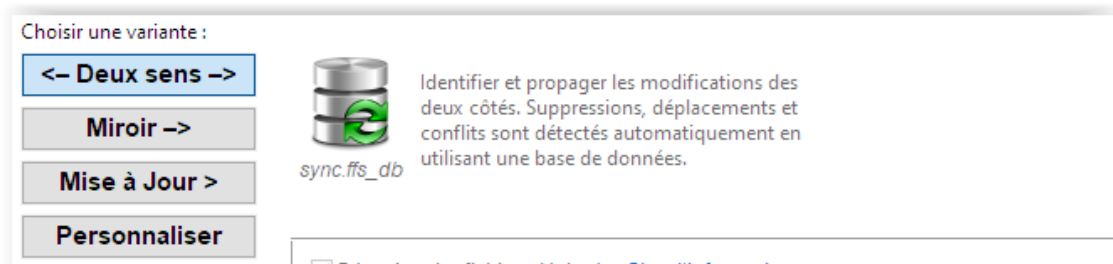 Choisir une variante :
<– Deux sens –>
Miroir –>
Mise à Jour >
Personnaliser
Identifier et propager les modifications des
deux côtés. Suppressions, déplacements et
conflits sont détectés automatiquement en
utilisant une base de données.
sync.ffs_db